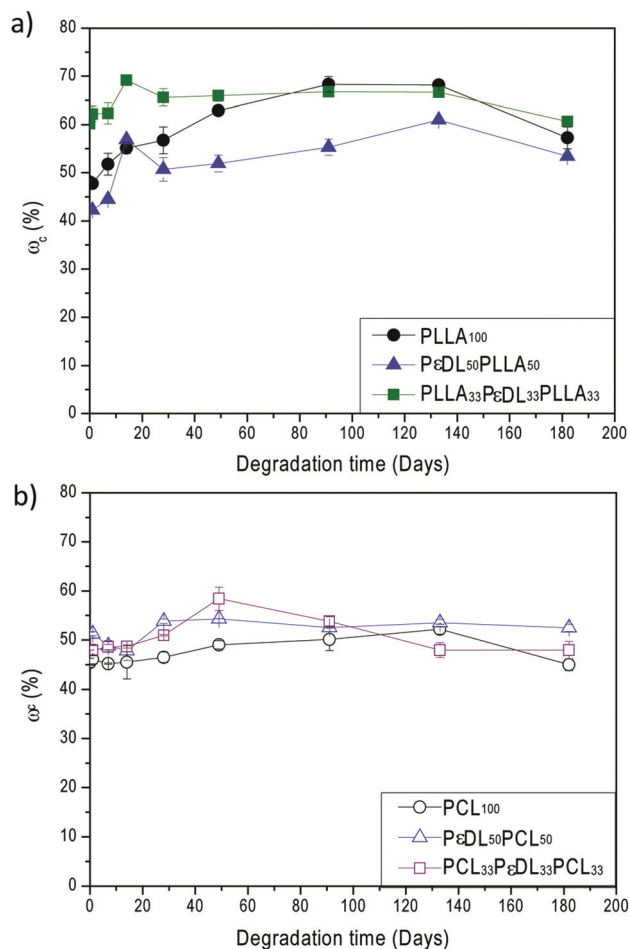 a)
80
70
60
50
40
30
20
10
0
ω꜀ (%)
PLLA₁₀₀
PεDL₅₀PLLA₅₀
PLLA₃₃PεDL₃₃PLLA₃₃
0 20 40 60 80 100 120 140 160 180 200
Degradation time (Days)
b)
80
70
60
50
40
30
20
10
0
ωᶜ (%)
PCL₁₀₀
PεDL₅₀PCL₅₀
PCL₃₃PεDL₃₃PCL₃₃
0 20 40 60 80 100 120 140 160 180 200
Degradation time (Days)